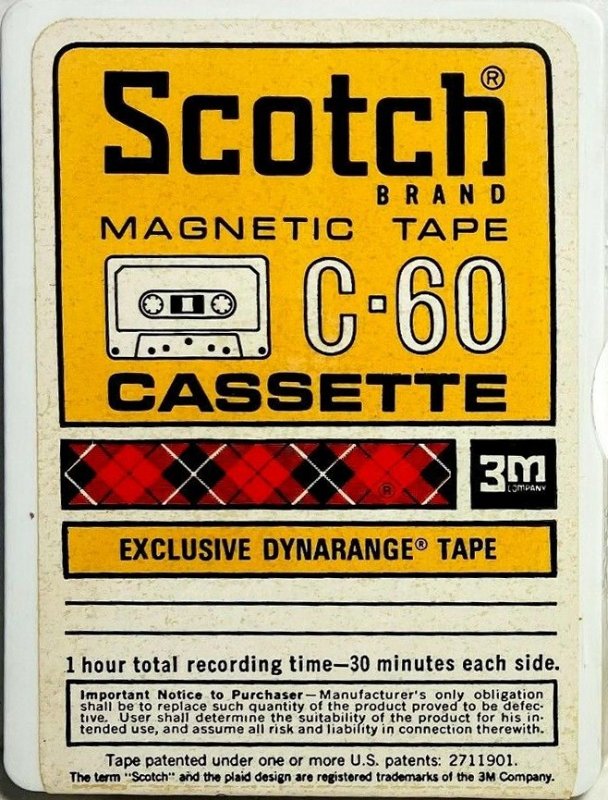 Scotch®
BRAND
MAGNETIC TAPE
C-60
CASSETTE
®
3M
COMPANY
EXCLUSIVE DYNARANGE® TAPE
1 hour total recording time—30 minutes each side.
Important Notice to Purchaser—Manufacturer's only obligation
shall be to replace such quantity of the product proved to be defec-
tive. User shall determine the suitability of the product for his in-
tended use, and assume all risk and liability in connection therewith.
Tape patented under one or more U.S. patents: 2711901.
The term "Scotch" and the plaid design are registered trademarks of the 3M Company.